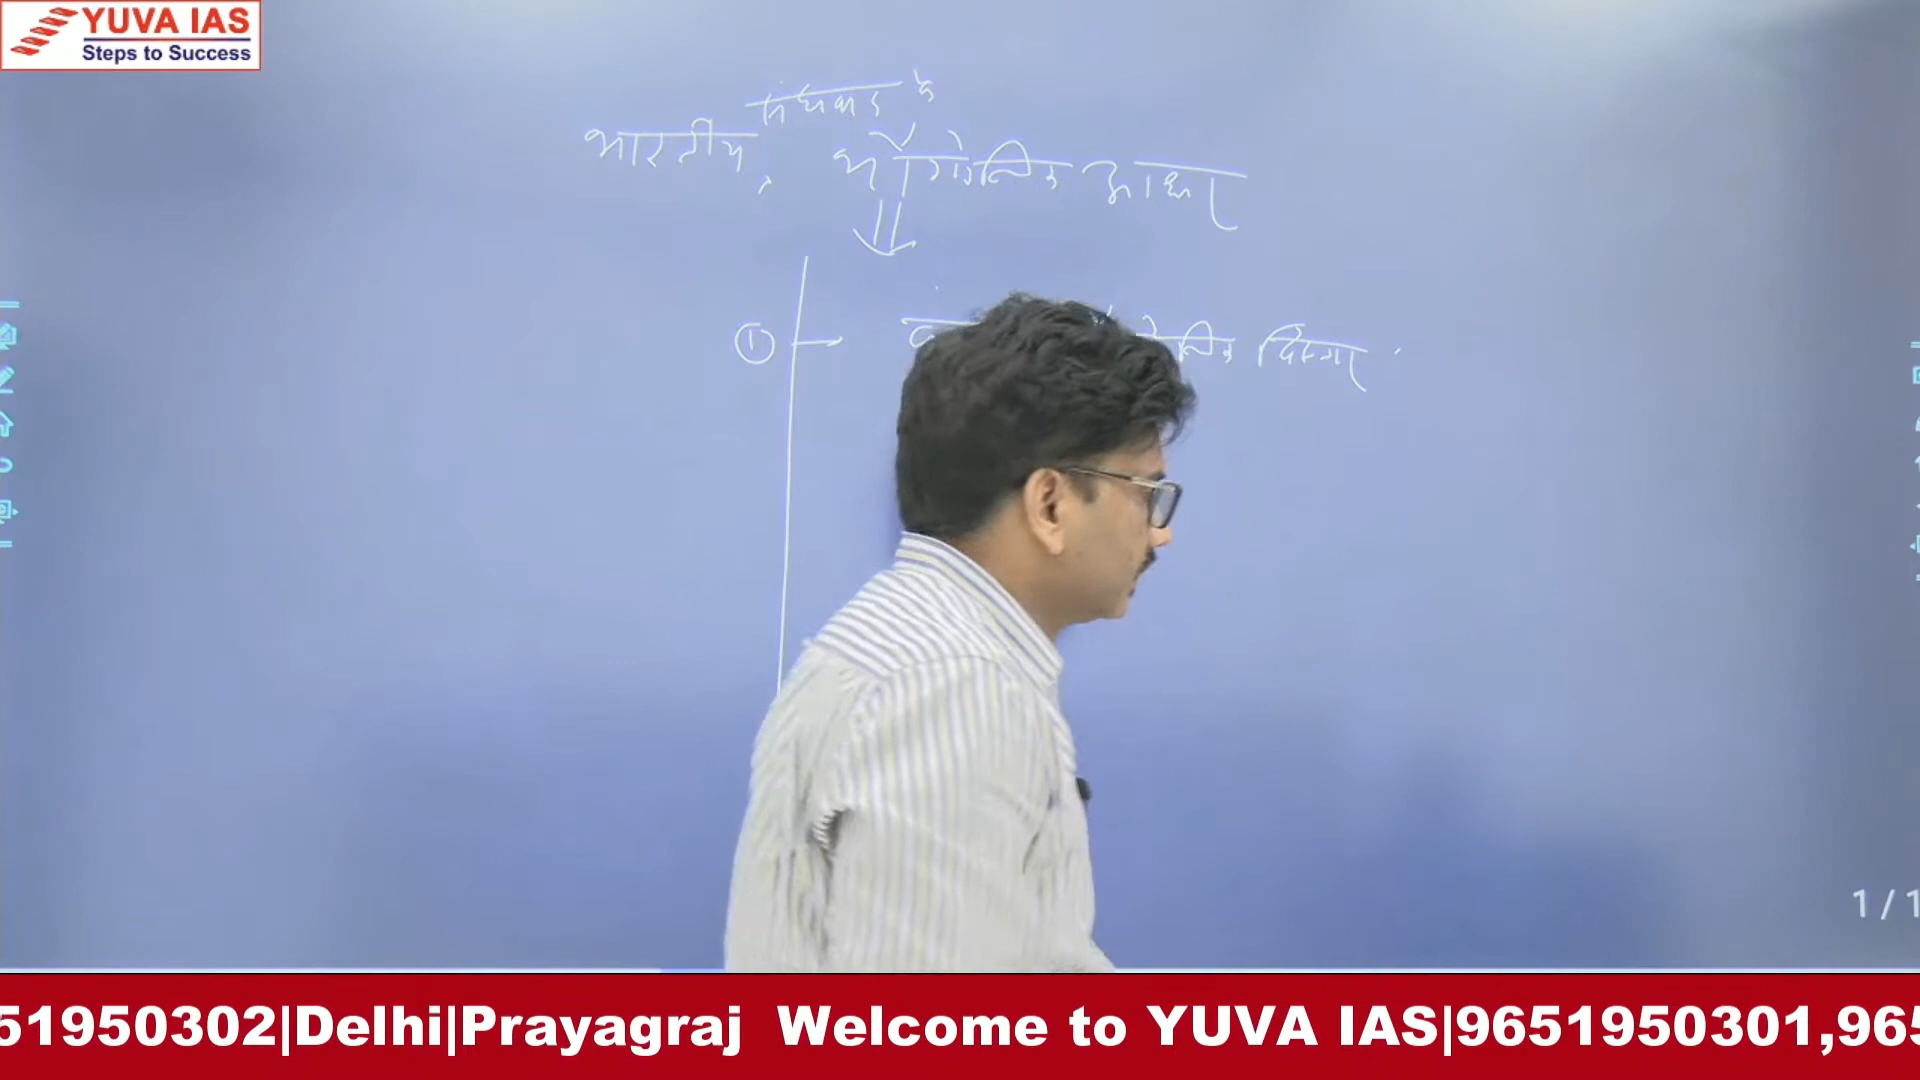 YUVA IAS
Steps to Success
संघवाद के
भारतीय, भौगोलिक आधार
①
विस्तार
1 / 1
51950302|Delhi|Prayagraj Welcome to YUVA IAS|9651950301,965